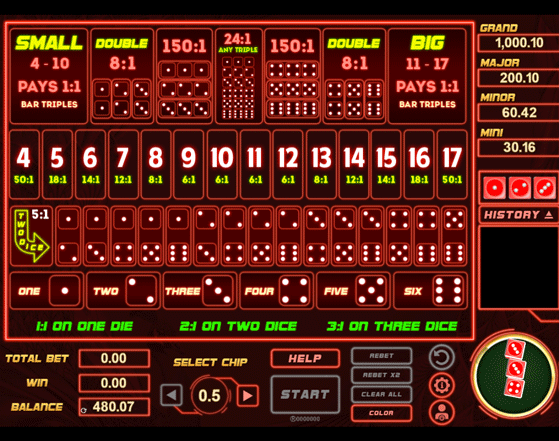 SMALL
4 - 10
PAYS 1:1
BAR TRIPLES
DOUBLE
8:1
150:1
24:1
ANY TRIPLE
150:1
DOUBLE
8:1
BIG
11 - 17
PAYS 1:1
BAR TRIPLES
4 5 6 7 8 9 10 11 12 13 14 15 16 17
50:1 18:1 14:1 12:1 8:1 6:1 6:1 6:1 6:1 8:1 12:1 14:1 18:1 50:1
5:1
TWO DICE
ONE TWO THREE FOUR FIVE SIX
1:1 ON ONE DIE 2:1 ON TWO DICE 3:1 ON THREE DICE
GRAND
1,000.10
MAJOR
200.10
MINOR
60.42
MINI
30.16
HISTORY
TOTAL BET 0.00
WIN 0.00
BALANCE 480.07
SELECT CHIP
0.5
HELP
START
®0000000
REBET
REBET X2
CLEAR ALL
COLOR